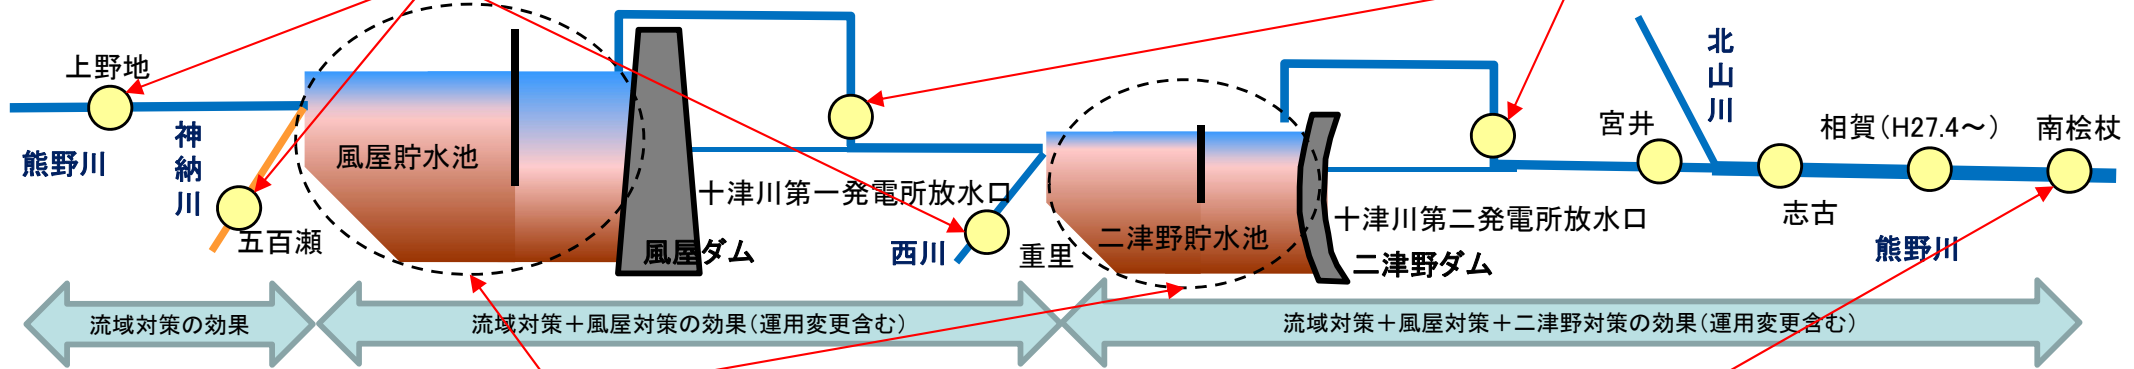 上野地
熊野川
神納川
五百瀬
風屋貯水池
風屋ダム
十津川第一発電所放水口
西川
重里
二津野貯水池
二津野ダム
十津川第二発電所放水口
宮井
北山川
志古
相賀(H27.4～)
熊野川
南桧杖
流域対策の効果
流域対策＋風屋対策の効果(運用変更含む)
流域対策＋風屋対策＋二津野対策の効果(運用変更含む)